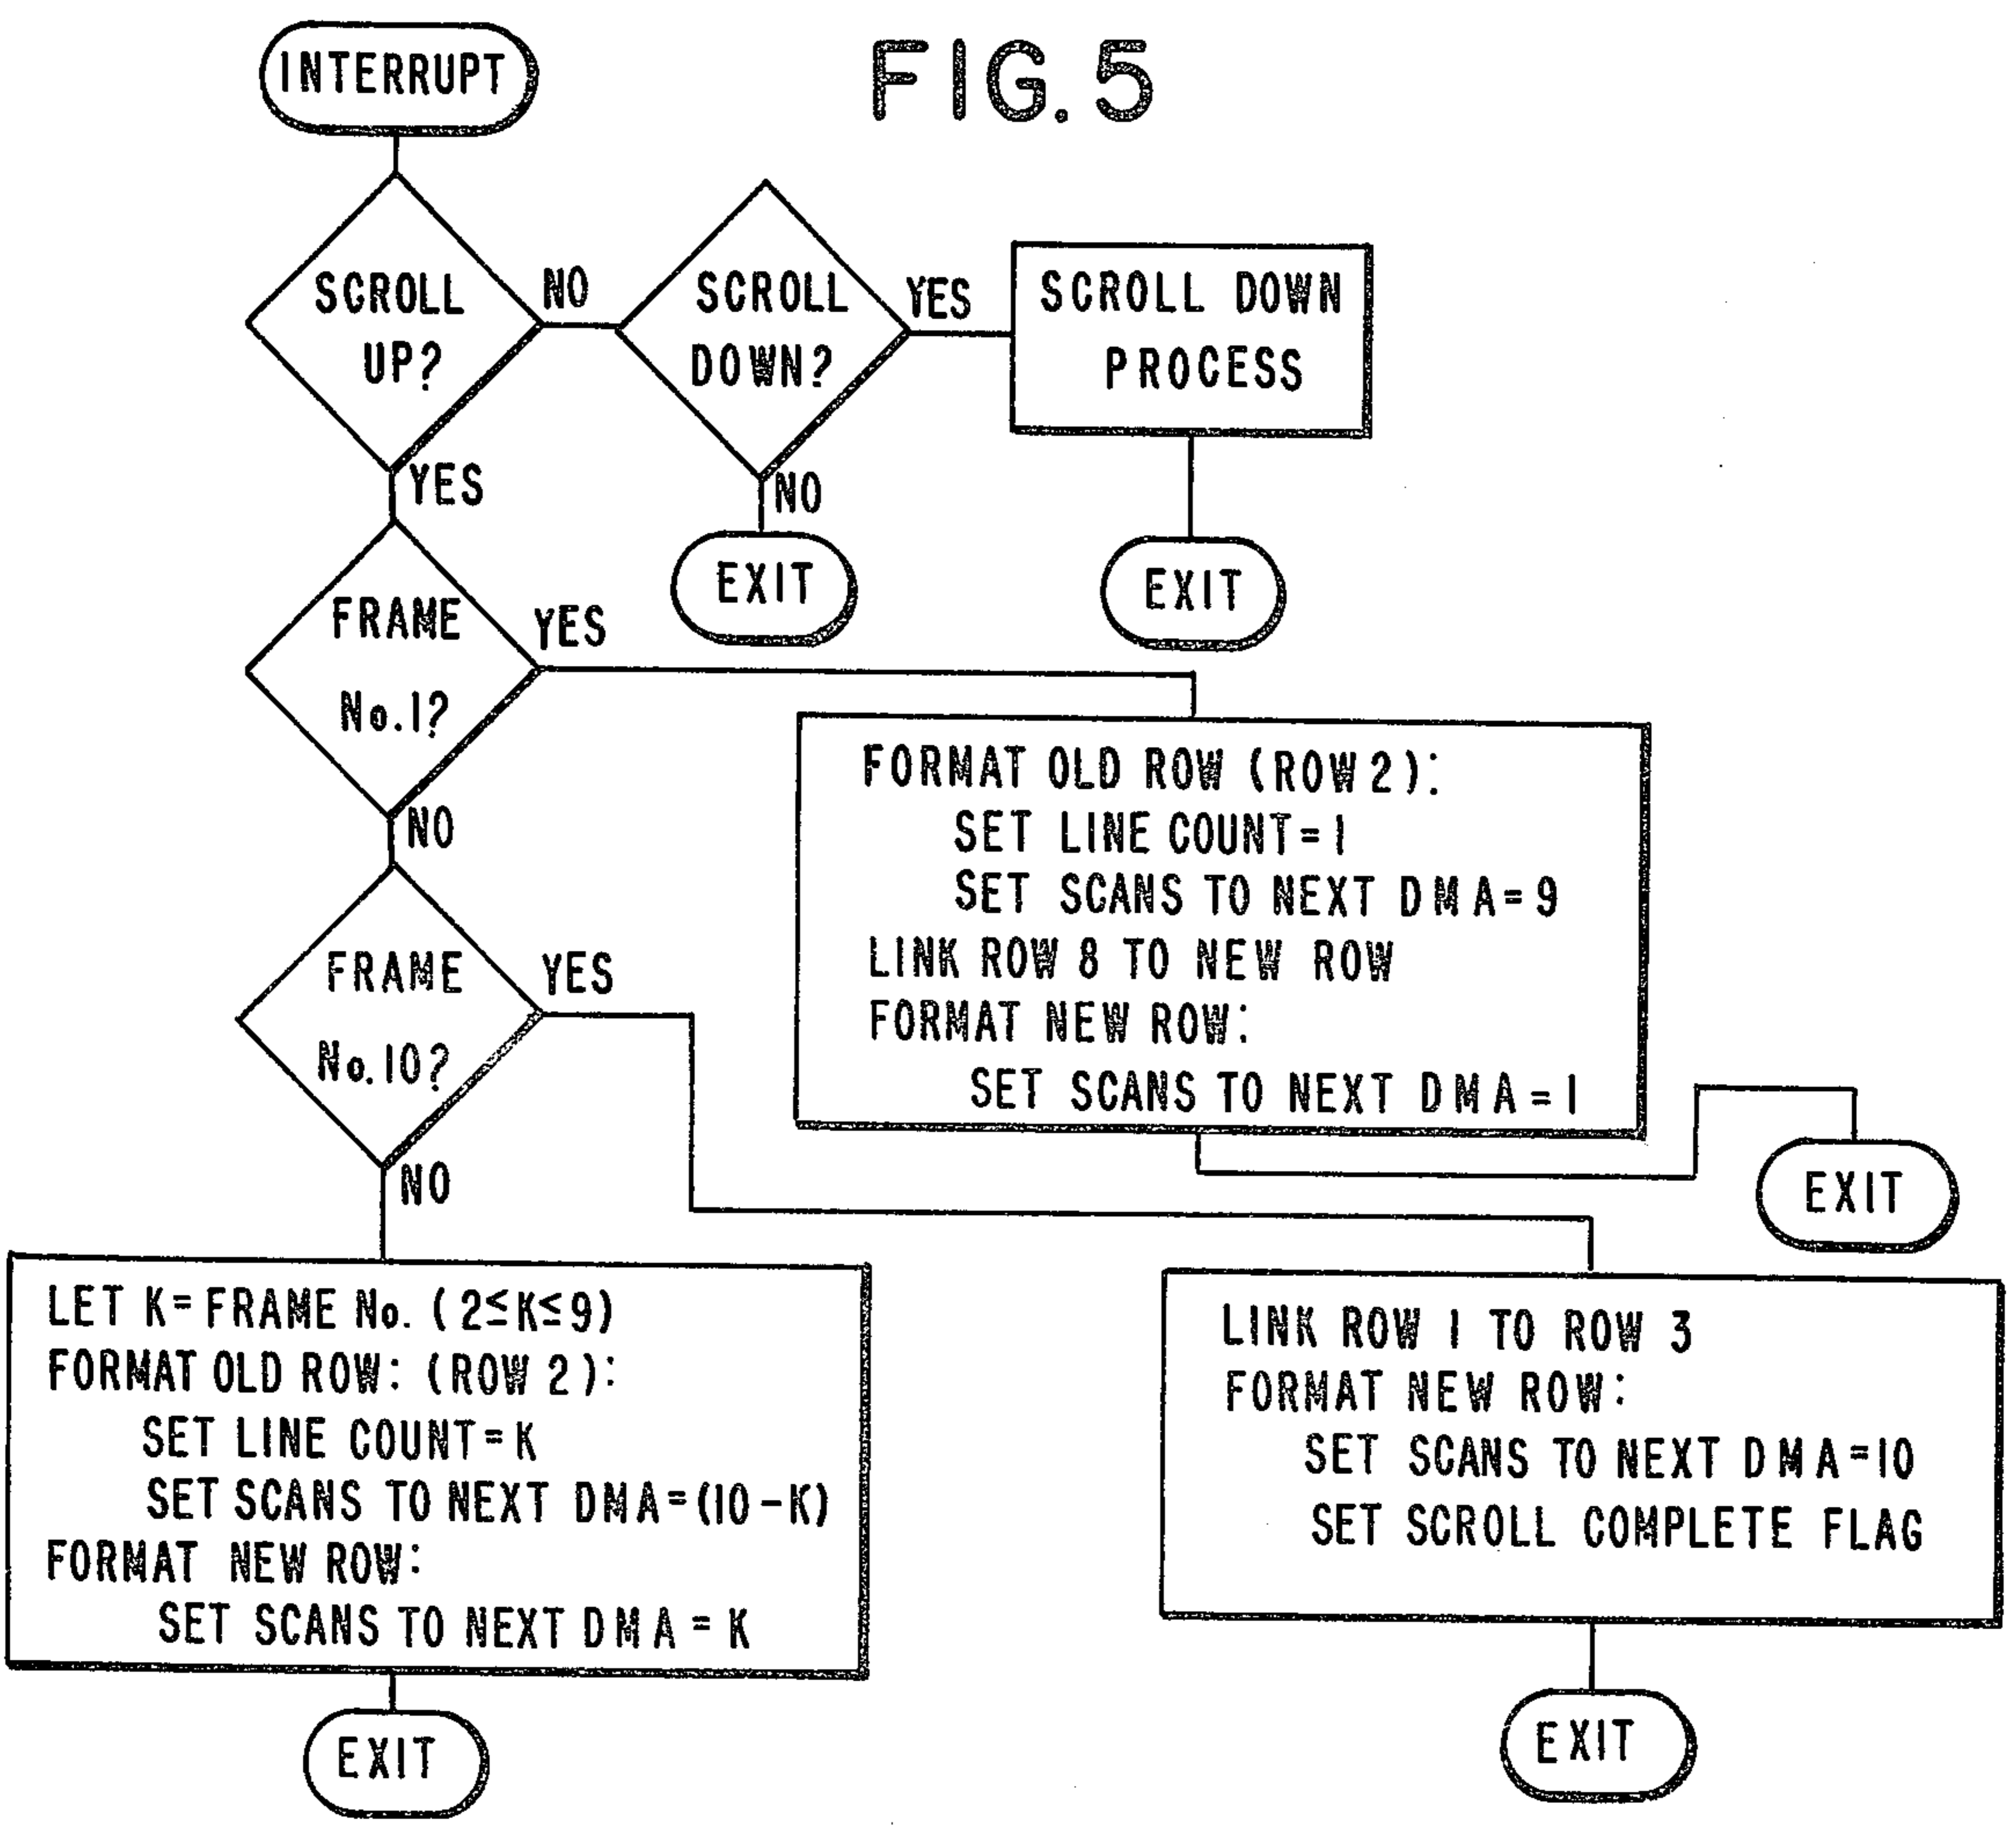 FIG. 5
INTERRUPT
SCROLL
UP?
NO
YES
SCROLL
DOWN?
YES
NO
SCROLL DOWN
PROCESS
EXIT
EXIT
FRAME
No. 1?
YES
NO
FORMAT OLD ROW (ROW 2):
SET LINE COUNT = 1
SET SCANS TO NEXT DMA = 9
LINK ROW 8 TO NEW ROW
FORMAT NEW ROW:
SET SCANS TO NEXT DMA = 1
EXIT
FRAME
No. 10?
YES
NO
LET K = FRAME No. (2≤K≤9)
FORMAT OLD ROW: (ROW 2):
SET LINE COUNT = K
SET SCANS TO NEXT DMA = (10-K)
FORMAT NEW ROW:
SET SCANS TO NEXT DMA = K
EXIT
LINK ROW 1 TO ROW 3
FORMAT NEW ROW:
SET SCANS TO NEXT DMA = 10
SET SCROLL COMPLETE FLAG
EXIT